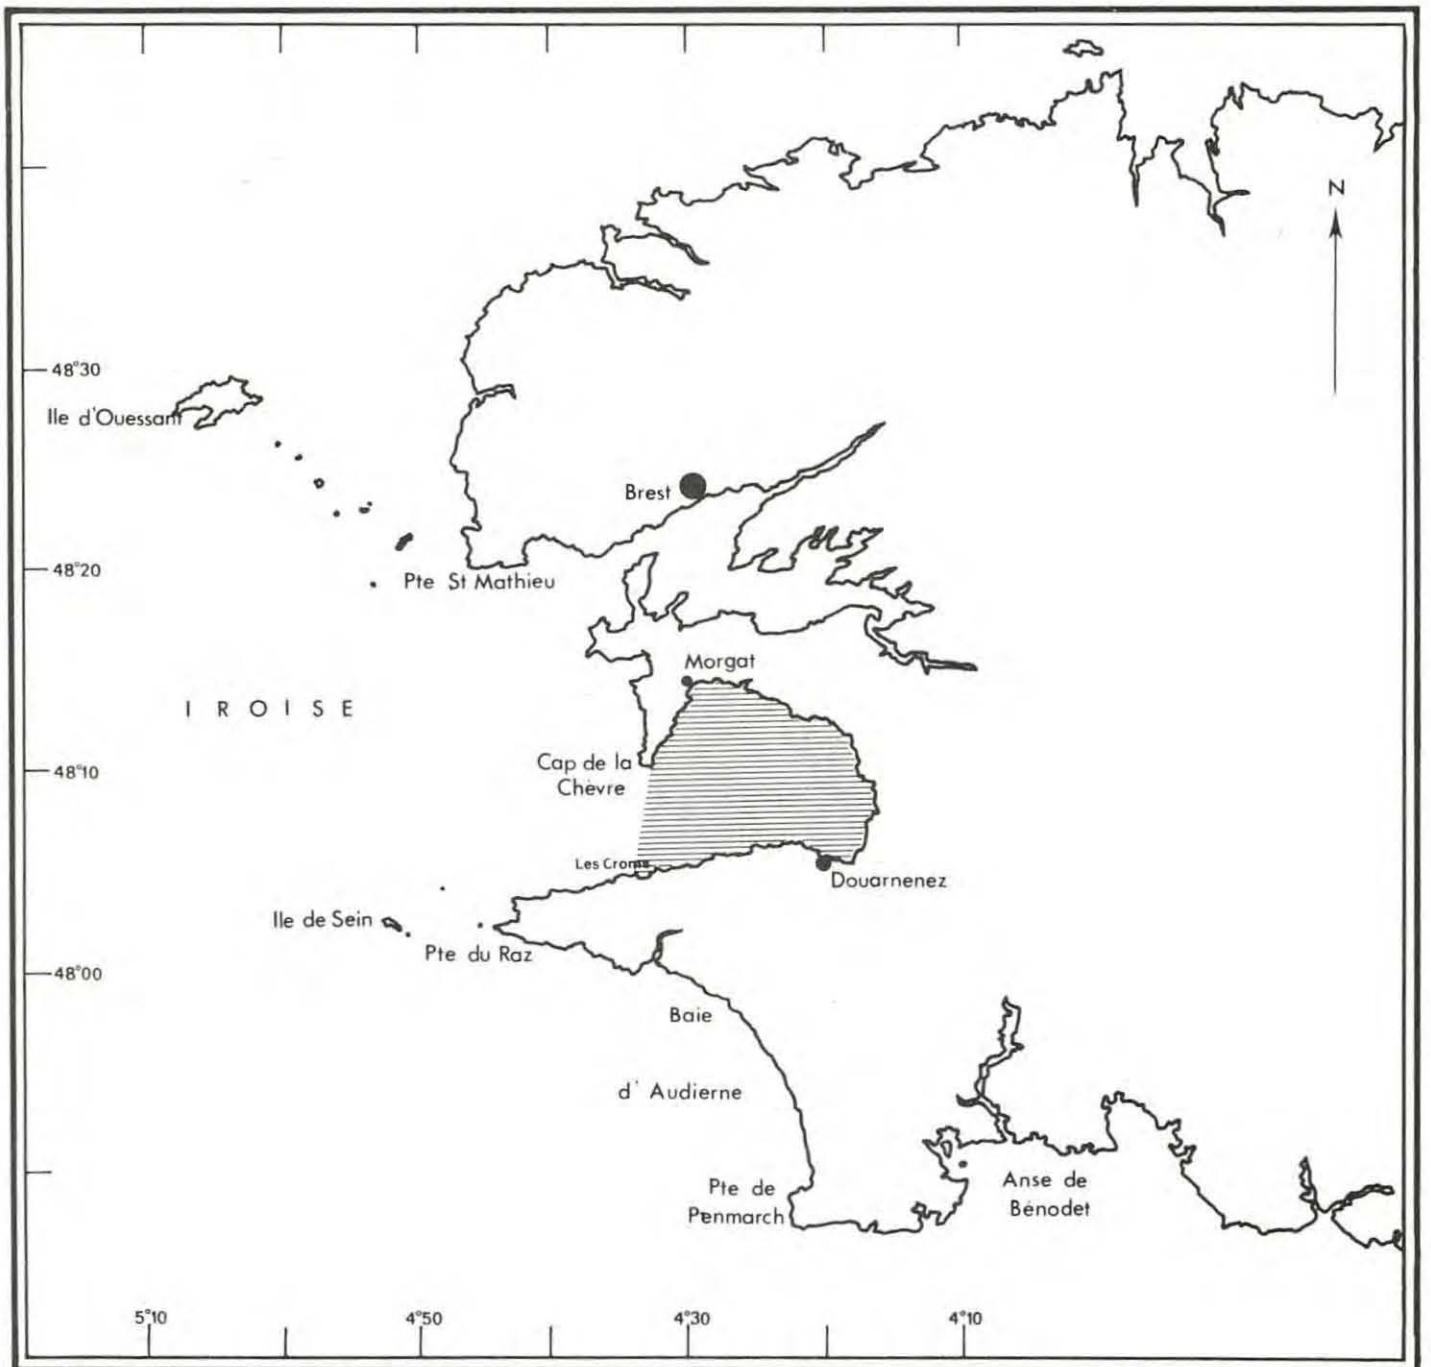 N
48°30
Ile d'Ouessant
Brest
48°20
Pte St Mathieu
Morgat
I R O I S E
Cap de la
Chèvre
48°10
Les Croms
Douarnenez
Ile de Sein
Pte du Raz
48°00
Baie
d' Audierne
Pte de
Penmarch
Anse de
Bénodet
5°10
4°50
4°30
4°10